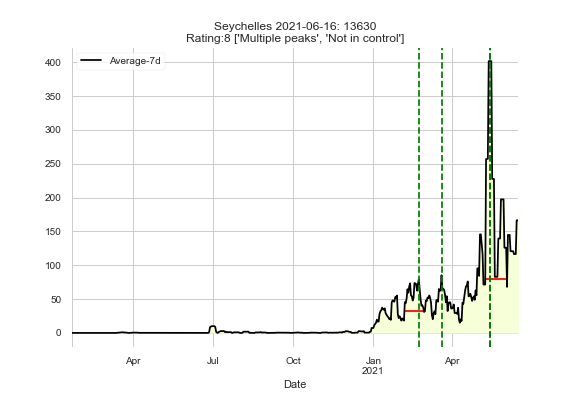 Seychelles 2021-06-16: 13630
Rating:8 ['Multiple peaks', 'Not in control']
Average-7d
400
350
300
250
200
150
100
50
0
Apr Jul Oct Jan Apr
2021
Date